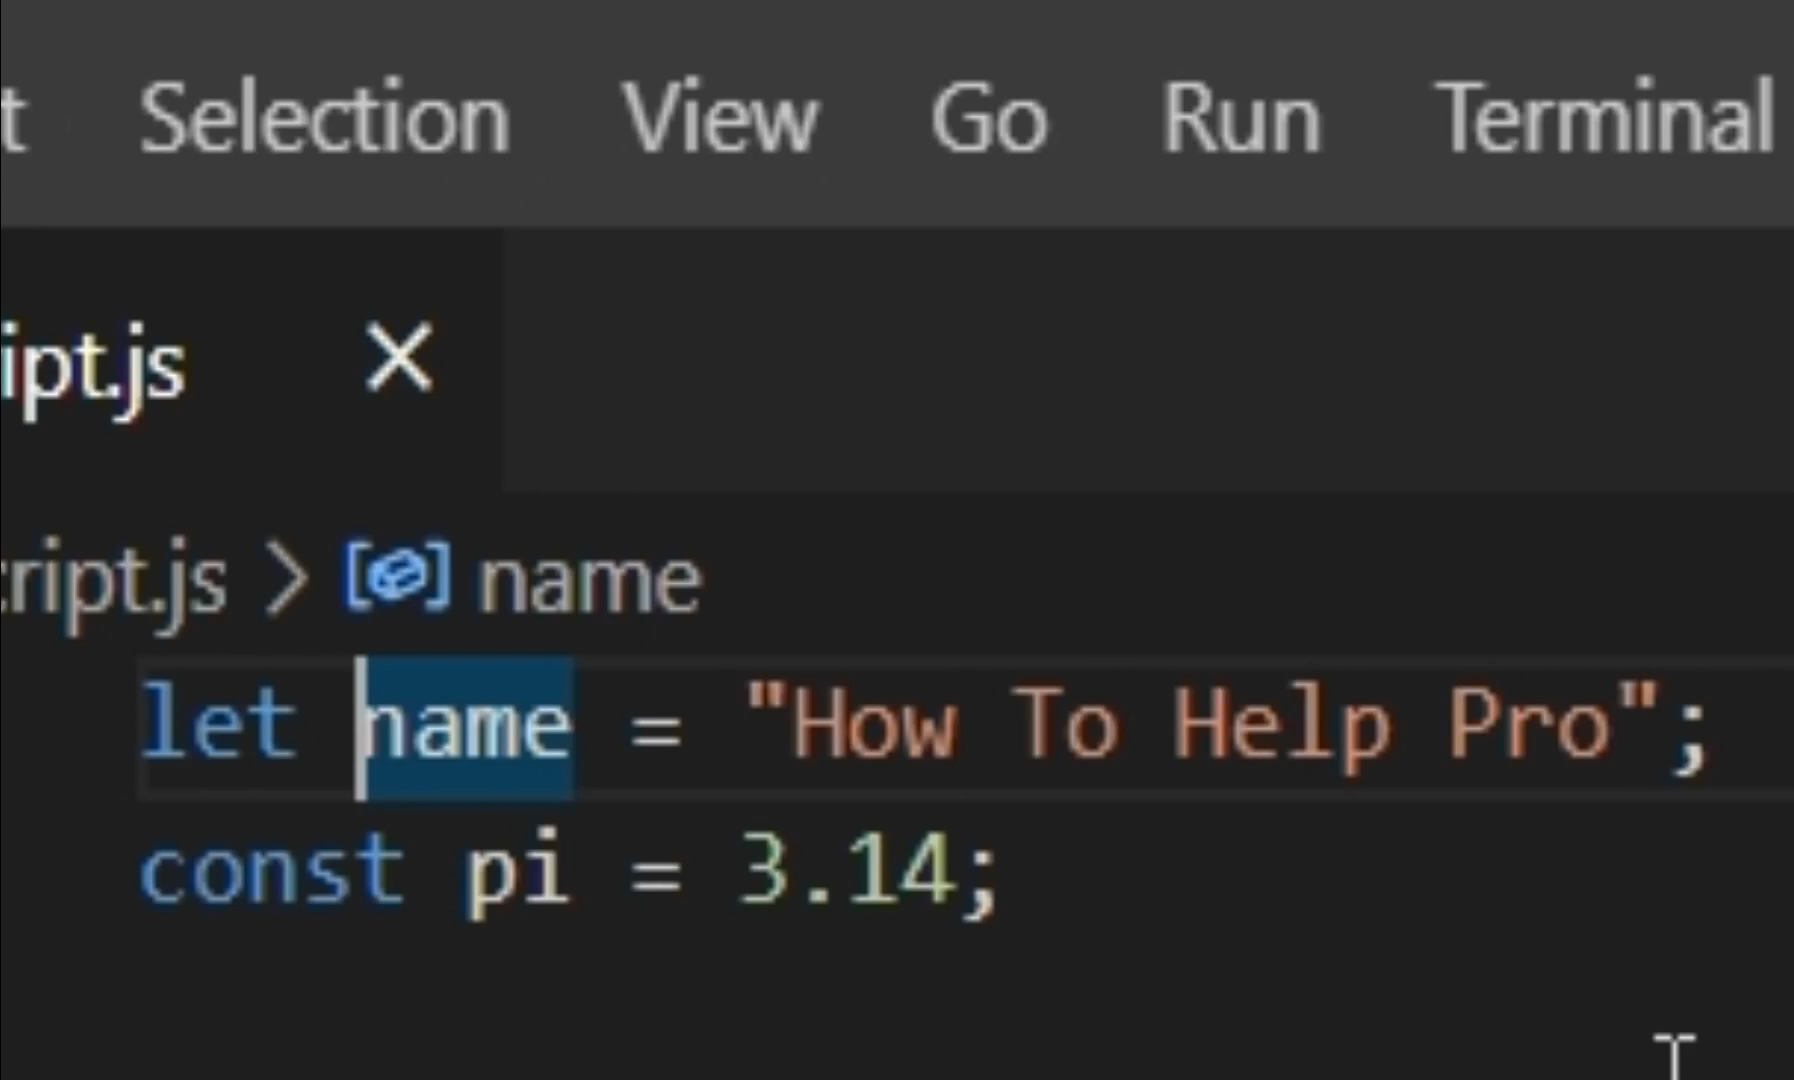 t Selection View Go Run Terminal
ipt.js
cript.js > name
let name = "How To Help Pro";
const pi = 3.14;